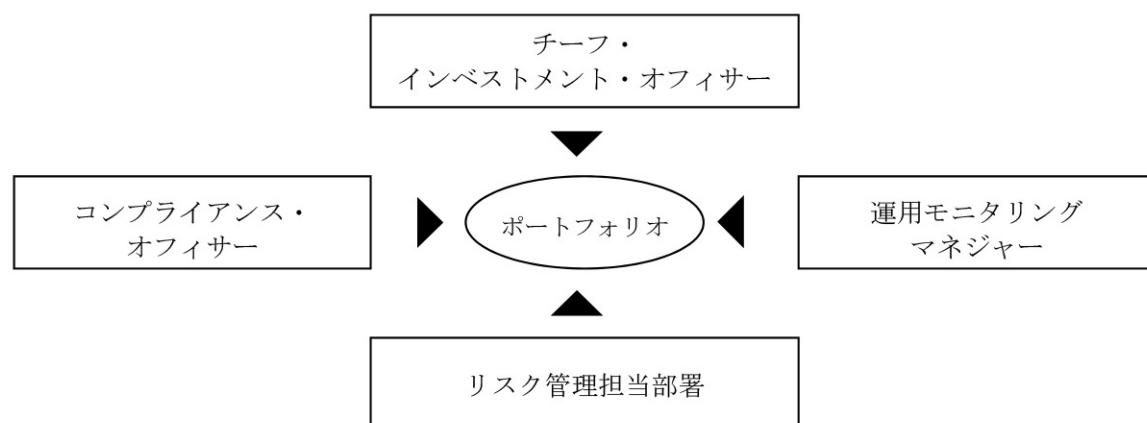 チーフ・
インベストメント・オフィサー
コンプライアンス・
オフィサー
ポートフォリオ
運用モニタリング
マネジャー
リスク管理担当部署